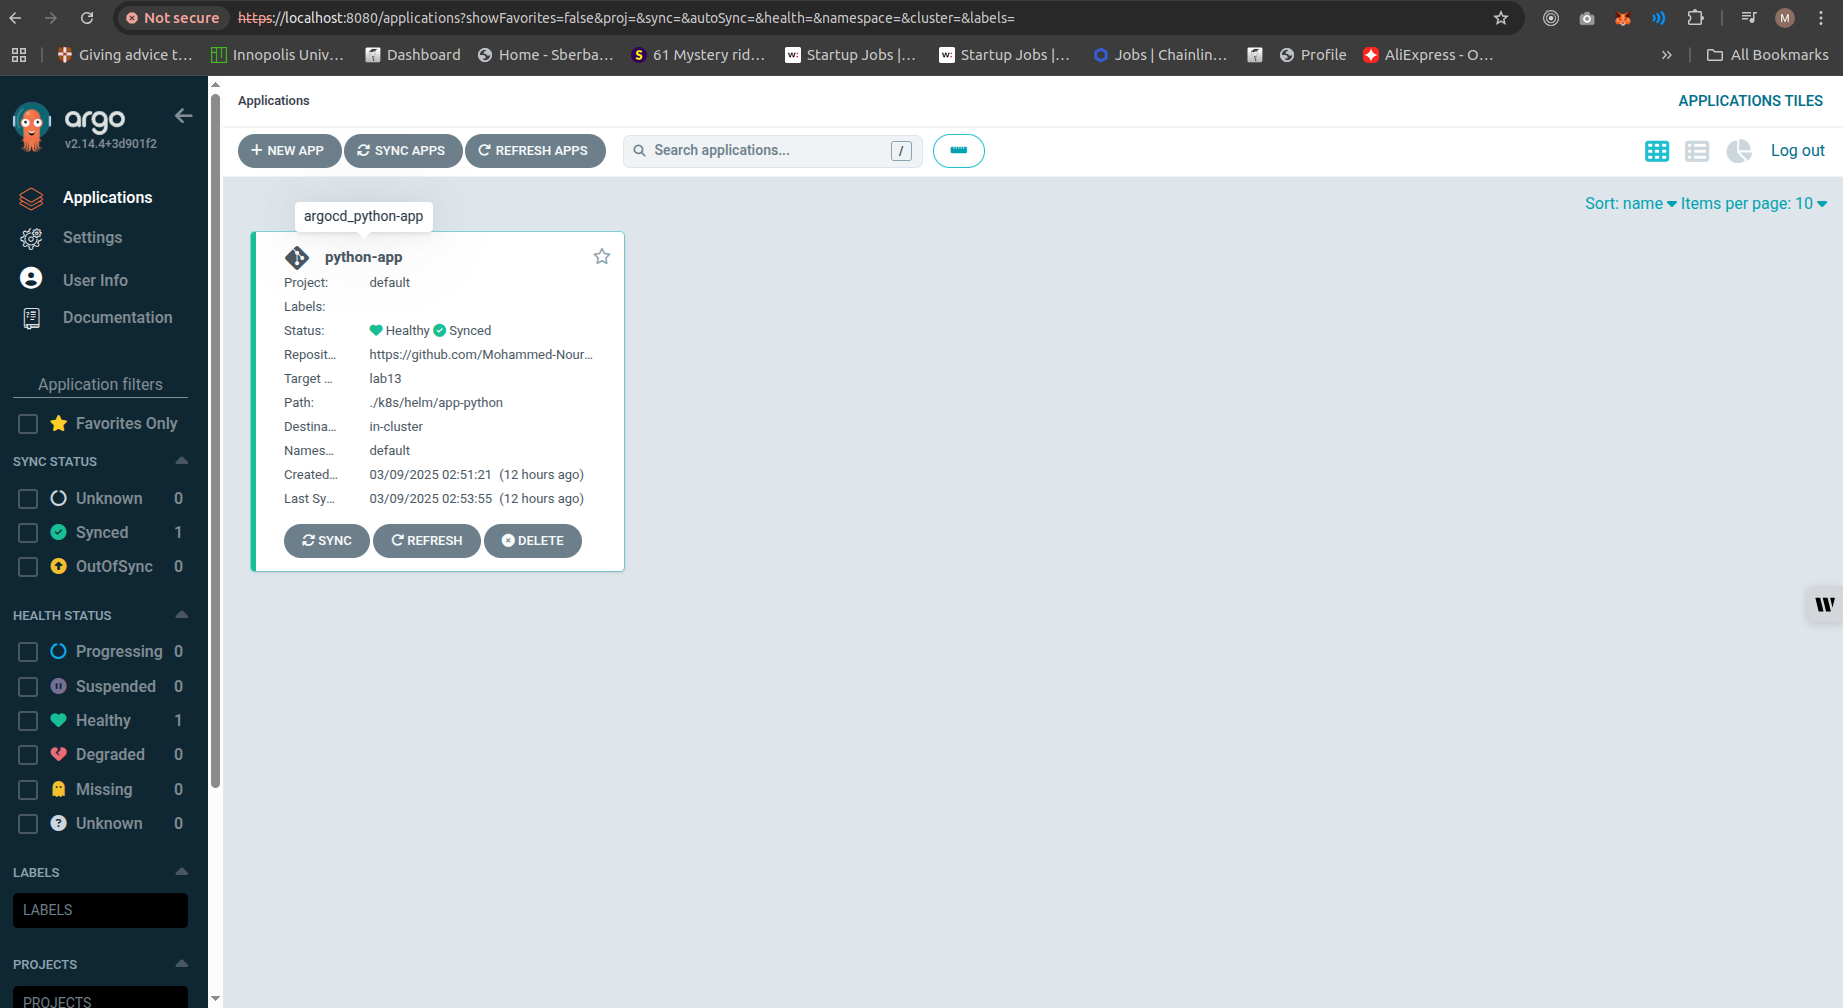 Not secure https://localhost:8080/applications?showFavorites=false&proj=&sync=&autoSync=&health=&namespace=&cluster=&labels= M
Giving advice t... Innopolis Univ... Dashboard Home - Sberba... S 61 Mystery rid... w: Startup Jobs |... w: Startup Jobs |... Jobs | Chainlin... Profile AliExpress - O... » All Bookmarks
argo
v2.14.4+3d901f2
Applications
Settings
User Info
Documentation
Application filters
Favorites Only
SYNC STATUS
Unknown 0
Synced 1
OutOfSync 0
HEALTH STATUS
Progressing 0
Suspended 0
Healthy 1
Degraded 0
Missing 0
Unknown 0
LABELS
LABELS
PROJECTS
PROJECTS
Applications APPLICATIONS TILES
+ NEW APP SYNC APPS REFRESH APPS Search applications... / Log out
Sort: name Items per page: 10
argocd_python-app
python-app
Project: default
Labels:
Status: Healthy Synced
Reposit... https://github.com/Mohammed-Nour...
Target ... lab13
Path: ./k8s/helm/app-python
Destina... in-cluster
Names... default
Created... 03/09/2025 02:51:21 (12 hours ago)
Last Sy... 03/09/2025 02:53:55 (12 hours ago)
SYNC REFRESH DELETE
W